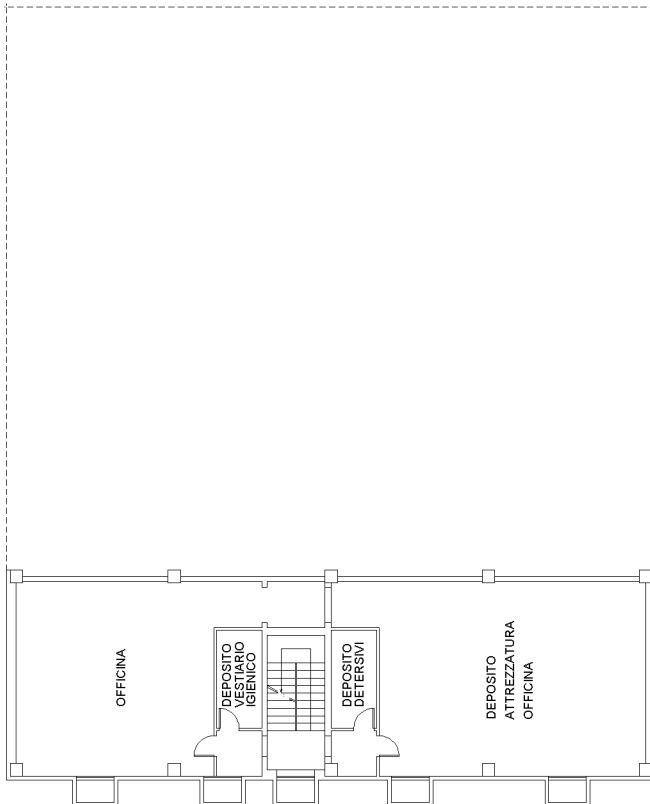 OFFICINA
DEPOSITO
VESTIARIO
IGIENICO
DEPOSITO
DETERSIVI
DEPOSITO
ATTREZZATURA
OFFICINA